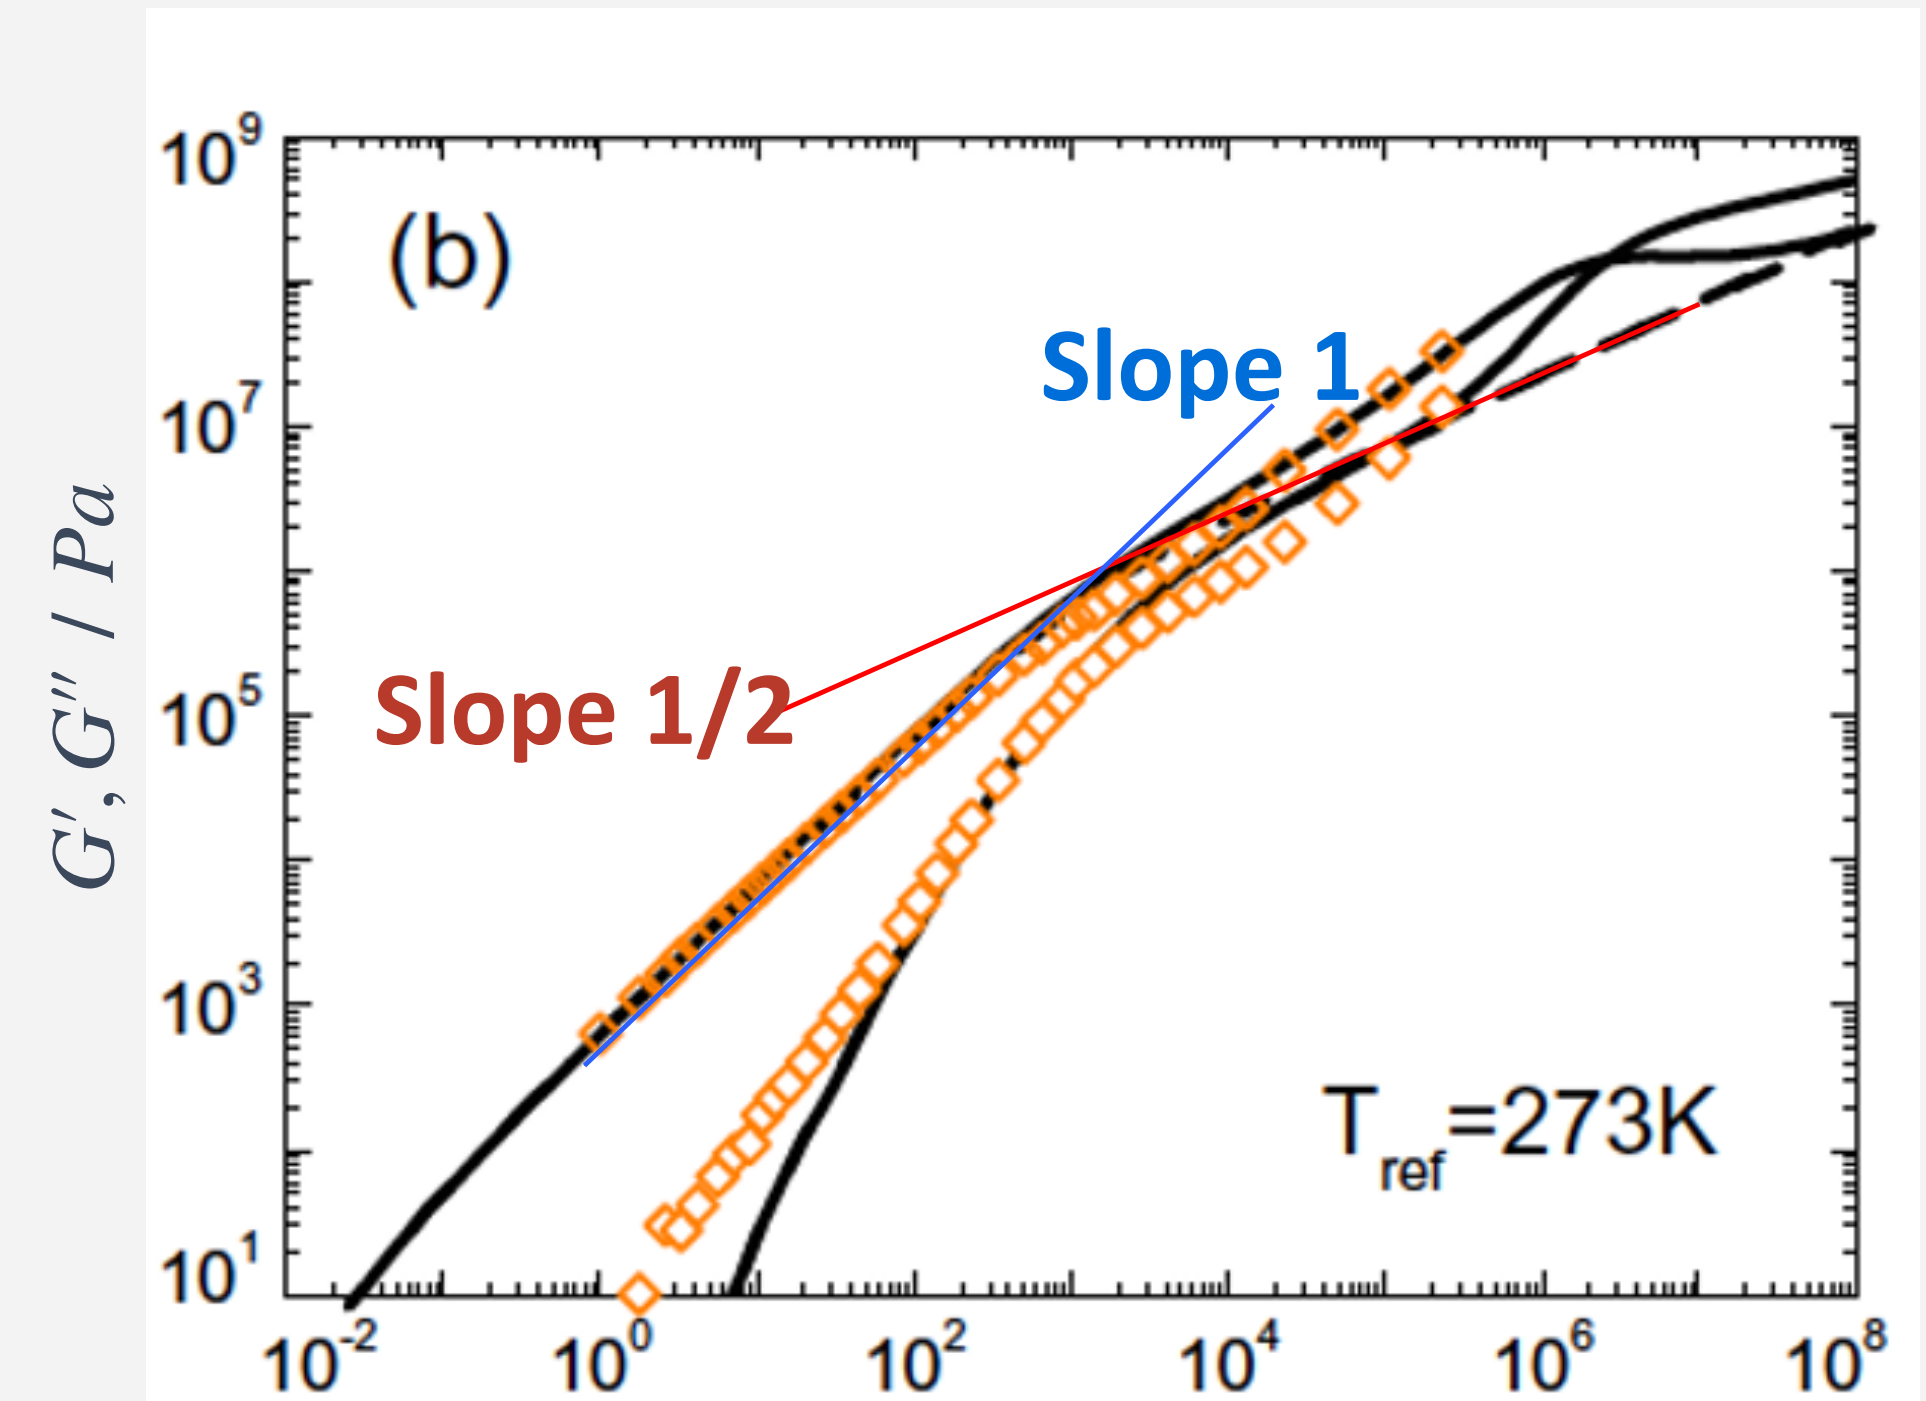 G′, G″ / Pa
10⁹
(b)
Slope 1
10⁷
Slope 1/2
10⁵
10³
T_ref=273K
10¹
10⁻² 10⁰ 10² 10⁴ 10⁶ 10⁸